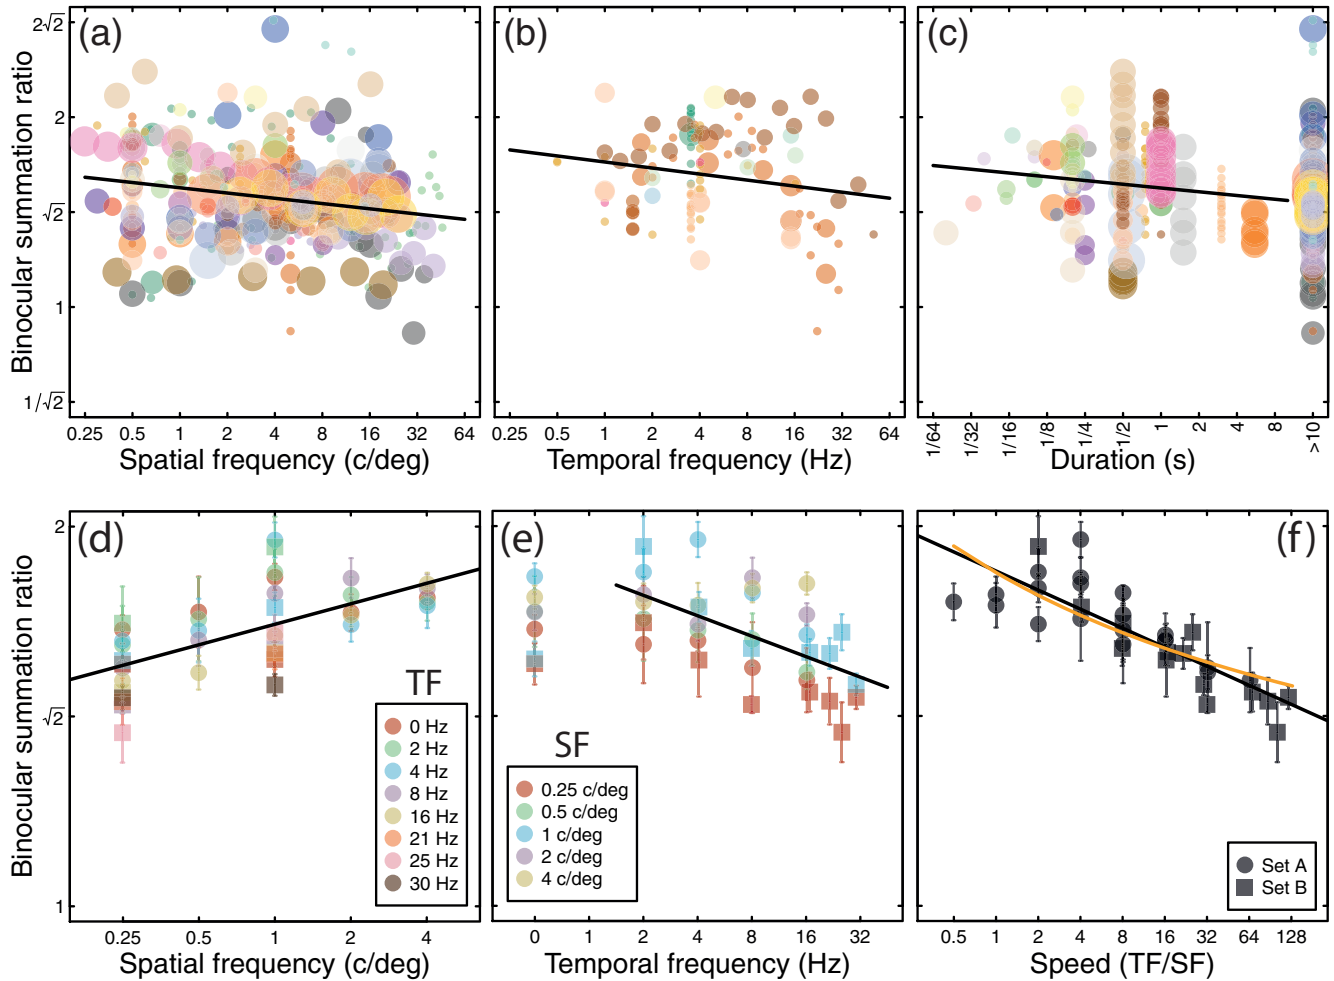 (a)
(b)
(c)
Binocular summation ratio
2√2
2
√2
1
1/√2
0.25 0.5 1 2 4 8 16 32 64
Spatial frequency (c/deg)
0.25 0.5 1 2 4 8 16 32 64
Temporal frequency (Hz)
1/64 1/32 1/16 1/8 1/4 1/2 1 2 4 8 >10
Duration (s)
(d)
(e)
(f)
Binocular summation ratio
2
√2
1
TF
0 Hz
2 Hz
4 Hz
8 Hz
16 Hz
21 Hz
25 Hz
30 Hz
0.25 0.5 1 2 4
Spatial frequency (c/deg)
SF
0.25 c/deg
0.5 c/deg
1 c/deg
2 c/deg
4 c/deg
0 1 2 4 8 16 32
Temporal frequency (Hz)
Set A
Set B
0.5 1 2 4 8 16 32 64 128
Speed (TF/SF)